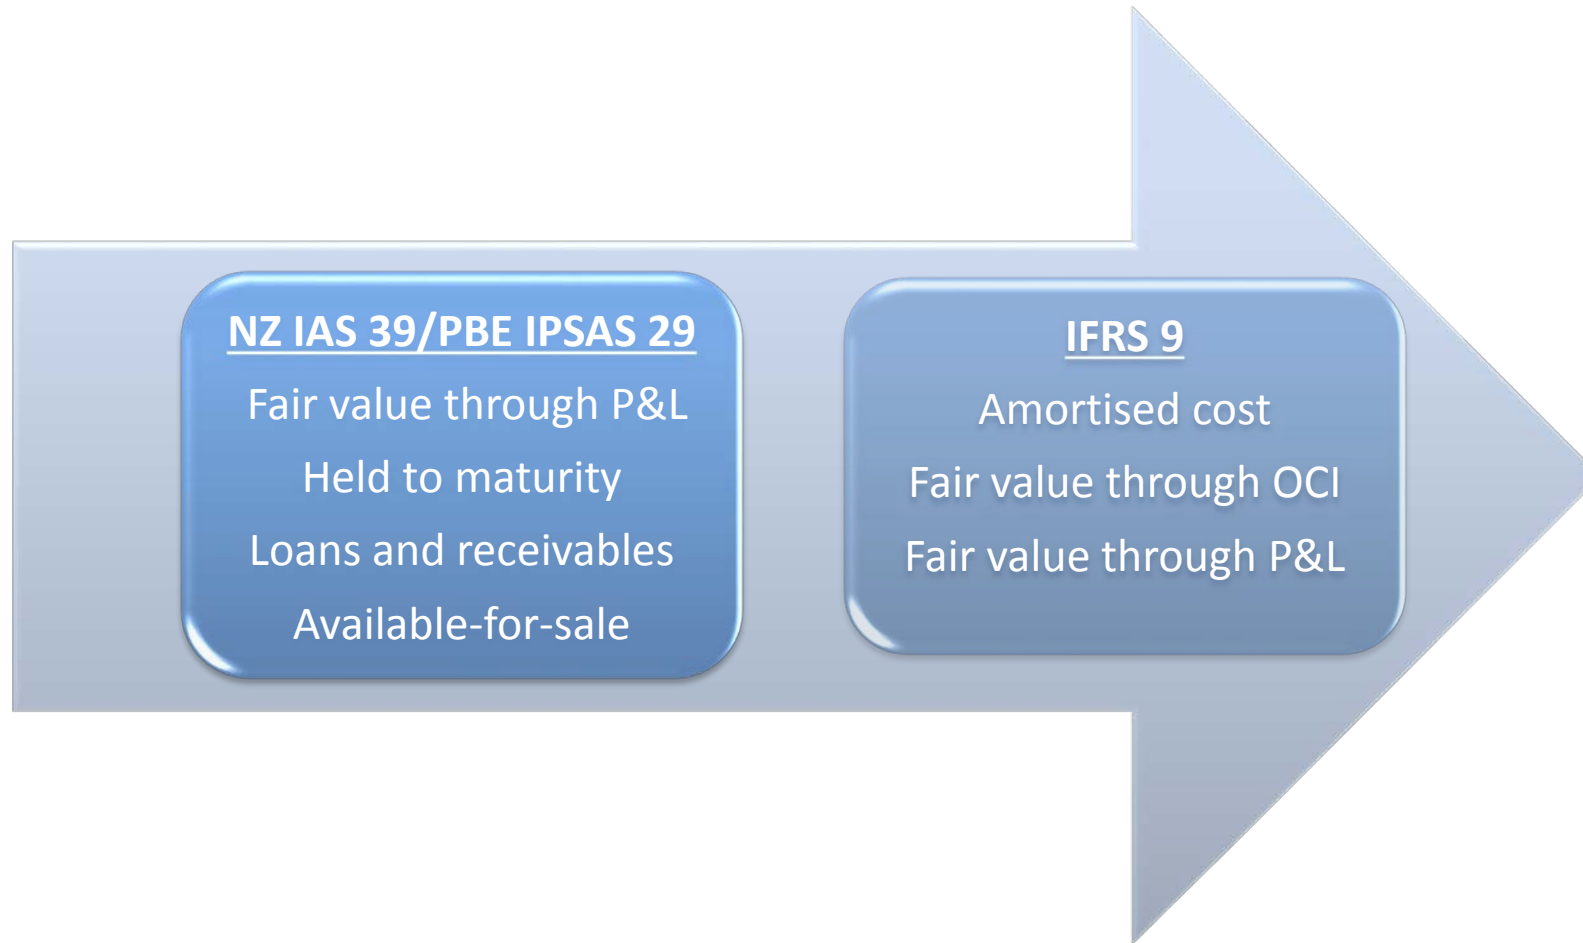 NZ IAS 39/PBE IPSAS 29
Fair value through P&L
Held to maturity
Loans and receivables
Available-for-sale
IFRS 9
Amortised cost
Fair value through OCI
Fair value through P&L